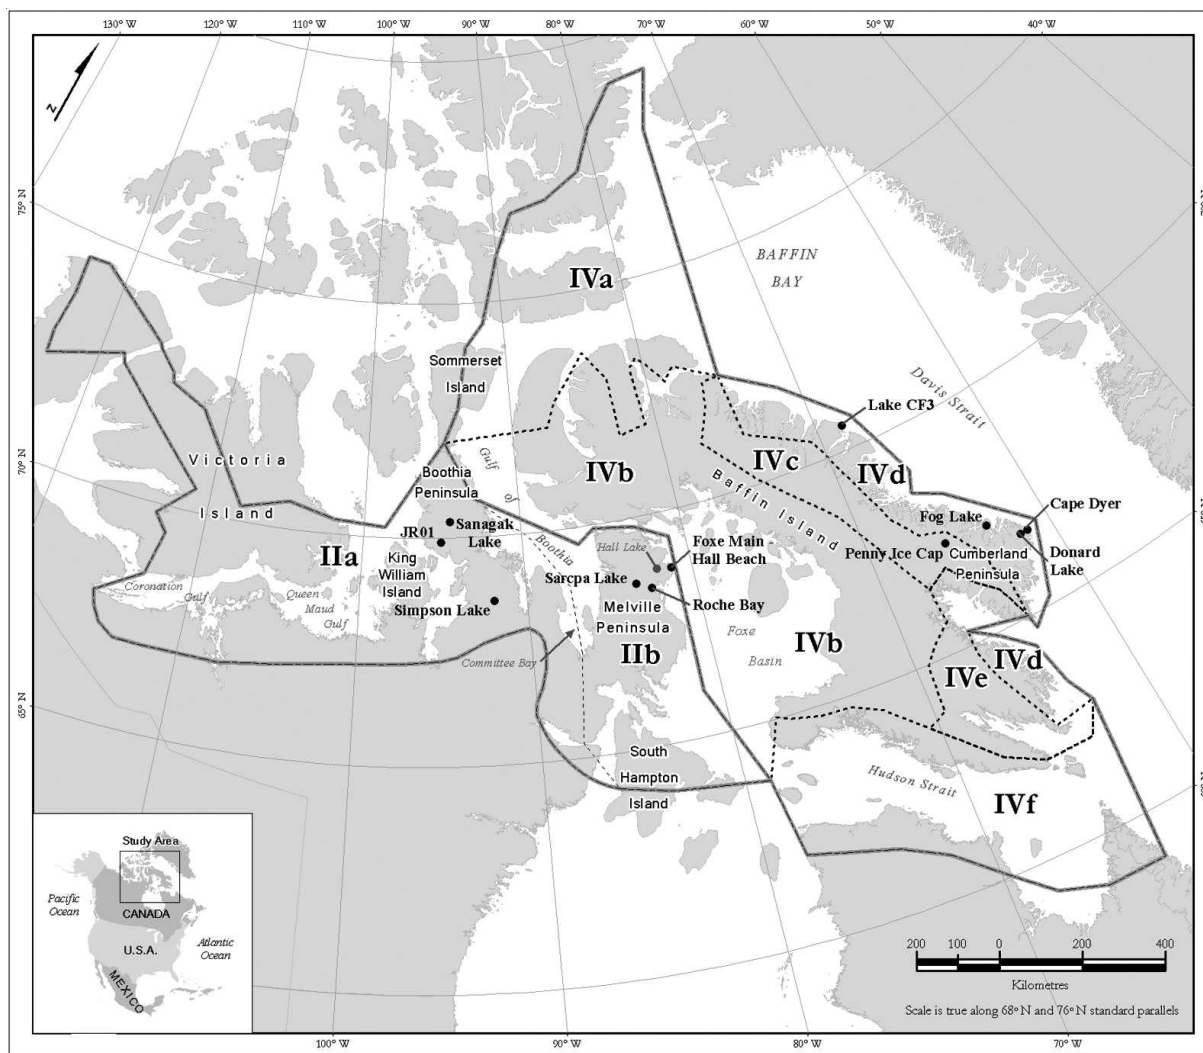 130° W 120° W 110° W 100° W 90° W 80° W 70° W 60° W 50° W 40° W
N
75° N
70° N
65° N
BAFFIN
BAY
IVa
Sommerset
Island
Davis Strait
Lake CF3
Victoria
Island
Gulf
of
Boothia
Boothia
Peninsula
IVb
IVc
IVd
Baffin Island
Cape Dyer
Fog Lake
JR01
Sanagak
Lake
Hall Lake
Foxe Main -
Hall Beach
Penny Ice Cap
Cumberland
Peninsula
Donard
Lake
IIa
King
William
Island
Sarcpa Lake
Roche Bay
Coronation
Gulf
Queen
Maud
Gulf
Simpson Lake
Melville
Peninsula
Foxe
Basin
IVb
IIb
Committee Bay
IVe
IVd
South
Hampton
Island
Hudson Strait
IVf
Study Area
Pacific
Ocean
CANADA
U.S.A.
Atlantic
Ocean
MEXICO
200 100 0 200 400
Kilometres
Scale is true along 68° N and 76° N standard parallels
100° W 90° W 80° W 70° W